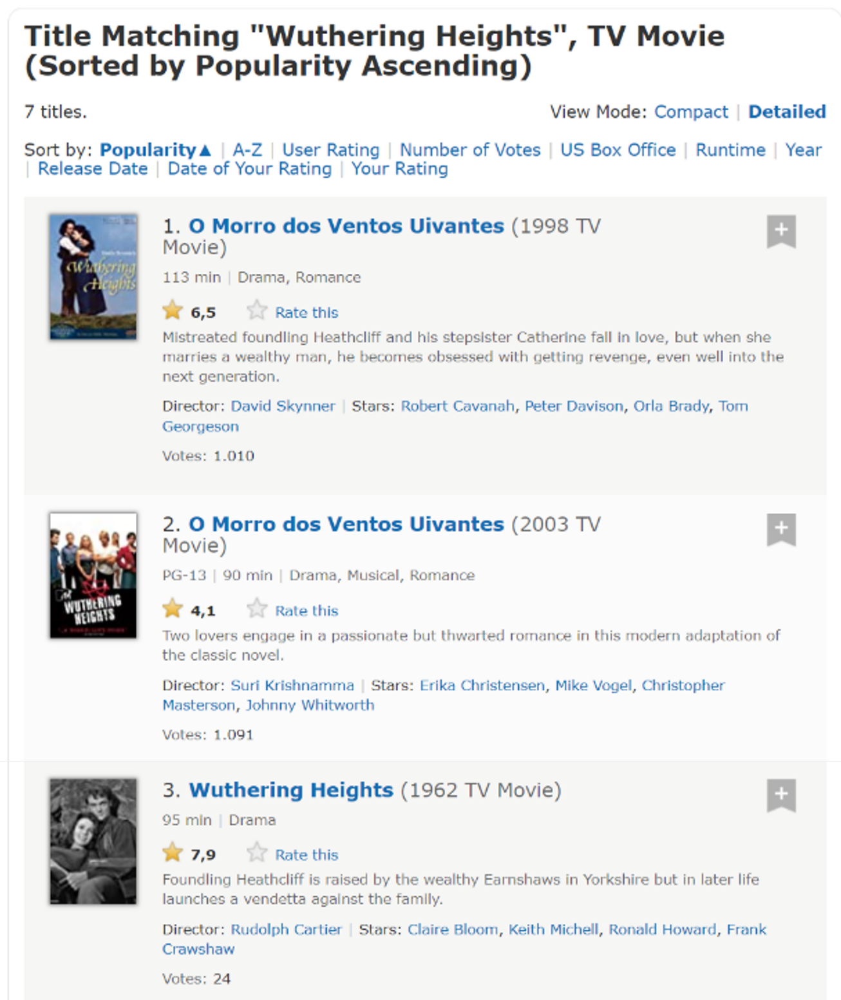 Title Matching "Wuthering Heights", TV Movie
(Sorted by Popularity Ascending)
7 titles.
View Mode: Compact | Detailed
Sort by: Popularity▲ | A-Z | User Rating | Number of Votes | US Box Office | Runtime | Year
| Release Date | Date of Your Rating | Your Rating
Wuthering
Heights
1. O Morro dos Ventos Uivantes (1998 TV
Movie)
113 min | Drama, Romance
6,5 Rate this
Mistreated foundling Heathcliff and his stepsister Catherine fall in love, but when she
marries a wealthy man, he becomes obsessed with getting revenge, even well into the
next generation.
Director: David Skynner | Stars: Robert Cavanah, Peter Davison, Orla Brady, Tom
Georgeson
Votes: 1.010
WUTHERING
HEIGHTS
2. O Morro dos Ventos Uivantes (2003 TV
Movie)
PG-13 | 90 min | Drama, Musical, Romance
4,1 Rate this
Two lovers engage in a passionate but thwarted romance in this modern adaptation of
the classic novel.
Director: Suri Krishnamma | Stars: Erika Christensen, Mike Vogel, Christopher
Masterson, Johnny Whitworth
Votes: 1.091
3. Wuthering Heights (1962 TV Movie)
95 min | Drama
7,9 Rate this
Foundling Heathcliff is raised by the wealthy Earnshaws in Yorkshire but in later life
launches a vendetta against the family.
Director: Rudolph Cartier | Stars: Claire Bloom, Keith Michell, Ronald Howard, Frank
Crawshaw
Votes: 24